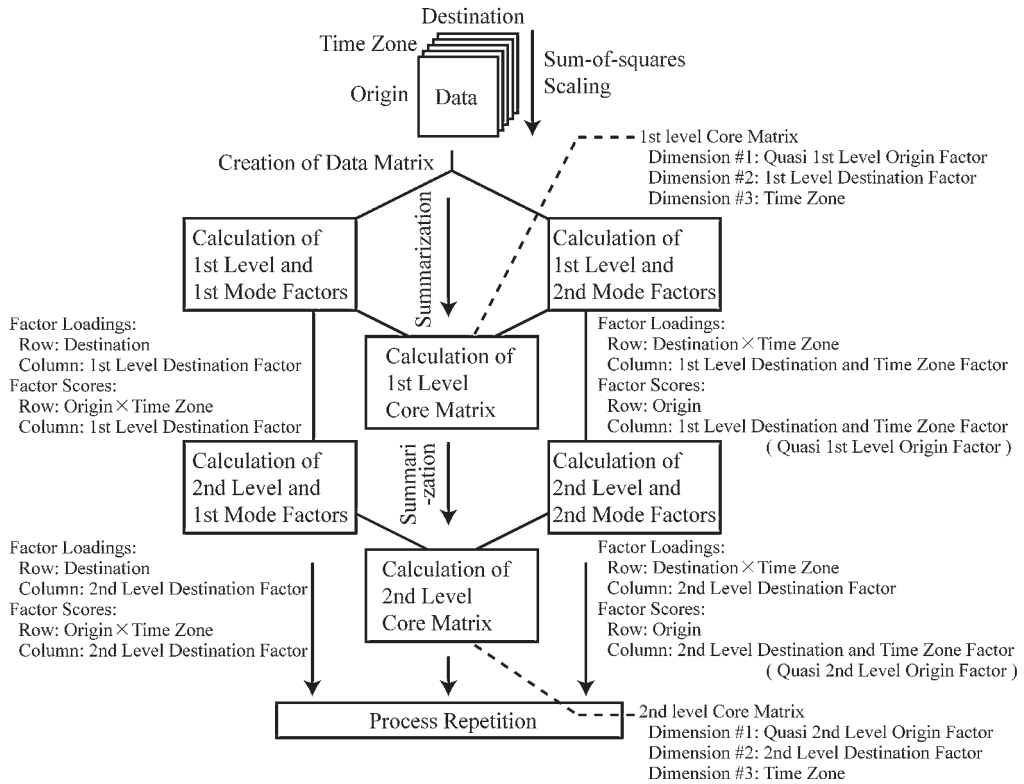 Destination
Time Zone
Origin
Data
Sum-of-squares
Scaling
Creation of Data Matrix
1st level Core Matrix
Dimension #1: Quasi 1st Level Origin Factor
Dimension #2: 1st Level Destination Factor
Dimension #3: Time Zone
Calculation of
1st Level and
1st Mode Factors
Summarization
Calculation of
1st Level and
2nd Mode Factors
Factor Loadings:
Row: Destination
Column: 1st Level Destination Factor
Factor Scores:
Row: Origin×Time Zone
Column: 1st Level Destination Factor
Calculation of
1st Level
Core Matrix
Factor Loadings:
Row: Destination×Time Zone
Column: 1st Level Destination and Time Zone Factor
Factor Scores:
Row: Origin
Column: 1st Level Destination and Time Zone Factor
( Quasi 1st Level Origin Factor )
Calculation of
2nd Level and
1st Mode Factors
Summari
-zation
Calculation of
2nd Level and
2nd Mode Factors
Factor Loadings:
Row: Destination
Column: 2nd Level Destination Factor
Factor Scores:
Row: Origin×Time Zone
Column: 2nd Level Destination Factor
Calculation of
2nd Level
Core Matrix
Factor Loadings:
Row: Destination×Time Zone
Column: 2nd Level Destination Factor
Factor Scores:
Row: Origin
Column: 2nd Level Destination and Time Zone Factor
( Quasi 2nd Level Origin Factor )
Process Repetition
2nd level Core Matrix
Dimension #1: Quasi 2nd Level Origin Factor
Dimension #2: 2nd Level Destination Factor
Dimension #3: Time Zone